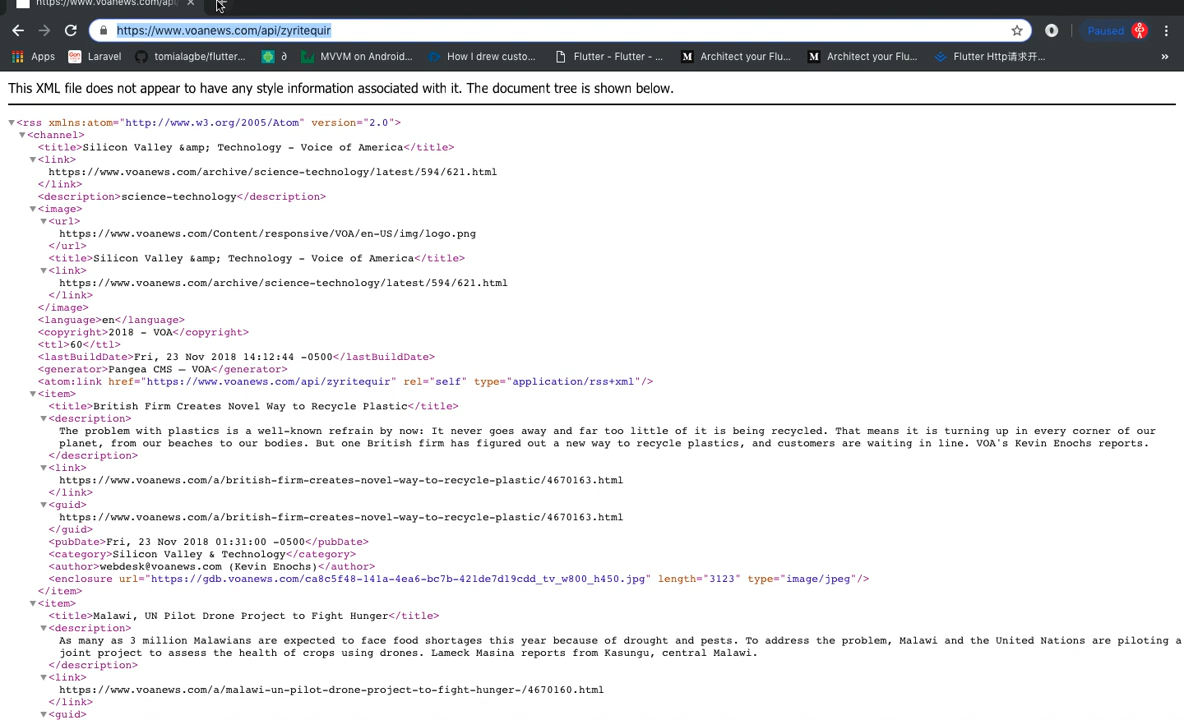 https://www.voanews.com/api/
https://www.voanews.com/api/zyritequir
Paused
Apps
Laravel
tomialagbe/flutter...
∂
MVVM on Android...
How I drew custo...
Flutter - Flutter - ...
Architect your Flu...
Architect your Flu...
Flutter Http请求开...
»
This XML file does not appear to have any style information associated with it. The document tree is shown below.
▼<rss xmlns:atom="http://www.w3.org/2005/Atom" version="2.0">
▼<channel>
<title>Silicon Valley &amp; Technology - Voice of America</title>
▼<link>
https://www.voanews.com/archive/science-technology/latest/594/621.html
</link>
<description>science-technology</description>
▼<image>
▼<url>
https://www.voanews.com/Content/responsive/VOA/en-US/img/logo.png
</url>
<title>Silicon Valley &amp; Technology - Voice of America</title>
▼<link>
https://www.voanews.com/archive/science-technology/latest/594/621.html
</link>
</image>
<language>en</language>
<copyright>2018 - VOA</copyright>
<ttl>60</ttl>
<lastBuildDate>Fri, 23 Nov 2018 14:12:44 -0500</lastBuildDate>
<generator>Pangea CMS – VOA</generator>
<atom:link href="https://www.voanews.com/api/zyritequir" rel="self" type="application/rss+xml"/>
▼<item>
<title>British Firm Creates Novel Way to Recycle Plastic</title>
▼<description>
The problem with plastics is a well-known refrain by now: It never goes away and far too little of it is being recycled. That means it is turning up in every corner of our
planet, from our beaches to our bodies. But one British firm has figured out a new way to recycle plastics, and customers are waiting in line. VOA's Kevin Enochs reports.
</description>
▼<link>
https://www.voanews.com/a/british-firm-creates-novel-way-to-recycle-plastic/4670163.html
</link>
▼<guid>
https://www.voanews.com/a/british-firm-creates-novel-way-to-recycle-plastic/4670163.html
</guid>
<pubDate>Fri, 23 Nov 2018 01:31:00 -0500</pubDate>
<category>Silicon Valley & Technology</category>
<author>webdesk@voanews.com (Kevin Enochs)</author>
<enclosure url="https://gdb.voanews.com/ca8c5f48-141a-4ea6-bc7b-421de7d19cdd_tv_w800_h450.jpg" length="3123" type="image/jpeg"/>
</item>
▼<item>
<title>Malawi, UN Pilot Drone Project to Fight Hunger</title>
▼<description>
As many as 3 million Malawians are expected to face food shortages this year because of drought and pests. To address the problem, Malawi and the United Nations are piloting a
joint project to assess the health of crops using drones. Lameck Masina reports from Kasungu, central Malawi.
</description>
▼<link>
https://www.voanews.com/a/malawi-un-pilot-drone-project-to-fight-hunger-/4670160.html
</link>
▼<guid>